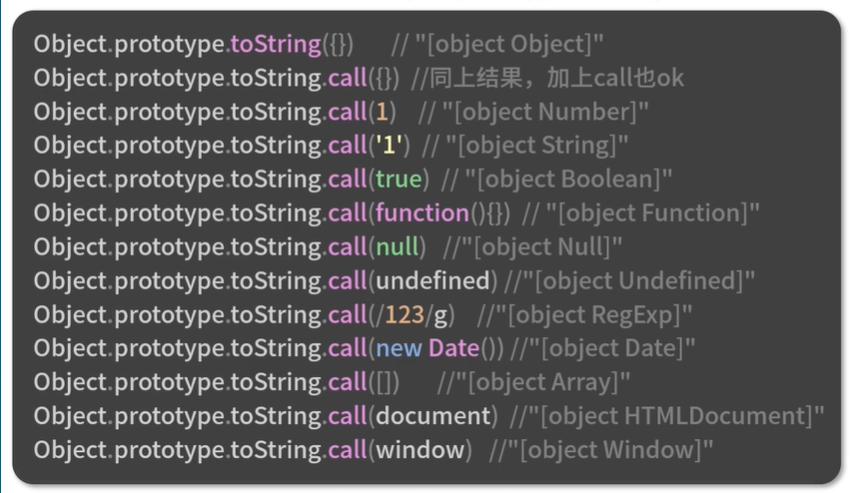 Object.prototype.toString({}) // "[object Object]"
Object.prototype.toString.call({}) //同上结果，加上call也ok
Object.prototype.toString.call(1) // "[object Number]"
Object.prototype.toString.call('1') // "[object String]"
Object.prototype.toString.call(true) // "[object Boolean]"
Object.prototype.toString.call(function(){}) // "[object Function]"
Object.prototype.toString.call(null) //"[object Null]"
Object.prototype.toString.call(undefined) //"[object Undefined]"
Object.prototype.toString.call(/123/g) //"[object RegExp]"
Object.prototype.toString.call(new Date()) //"[object Date]"
Object.prototype.toString.call([]) //"[object Array]"
Object.prototype.toString.call(document) //"[object HTMLDocument]"
Object.prototype.toString.call(window) //"[object Window]"